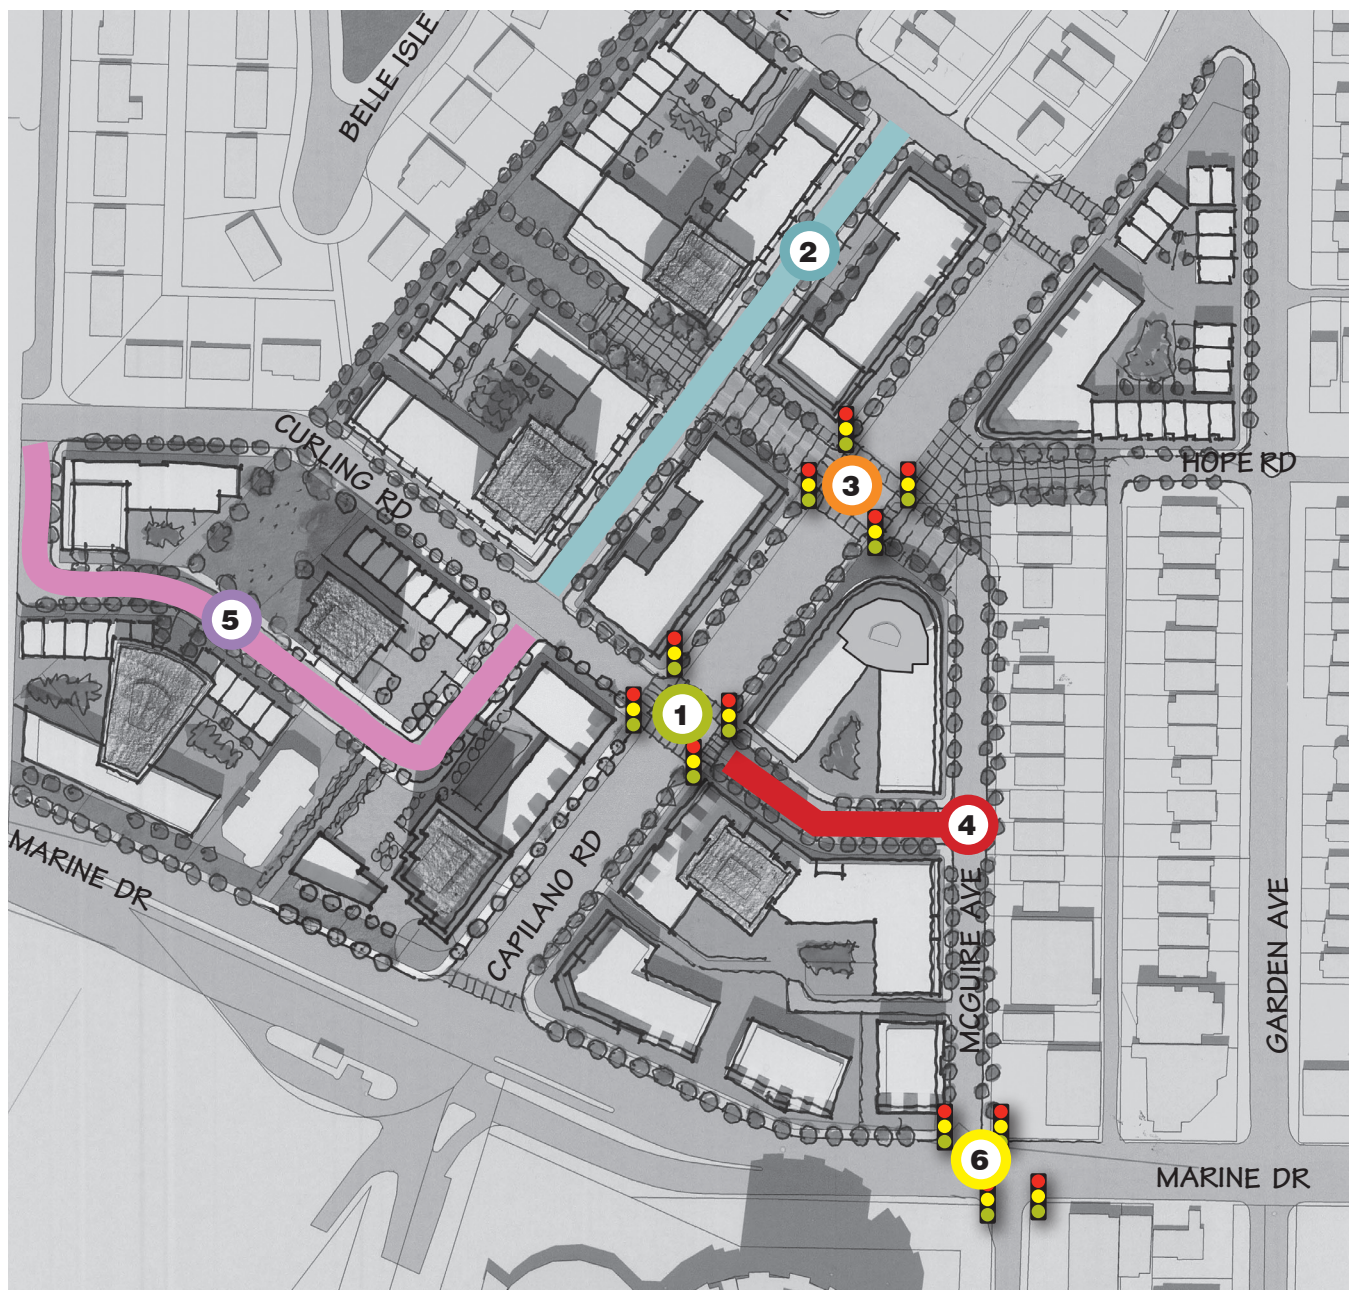 BELLE ISLE
2
CURLING RD
HOPE RD
3
5
1
4
MARINE DR
CAPILANO RD
MCGUIRE AVE
GARDEN AVE
6
MARINE DR